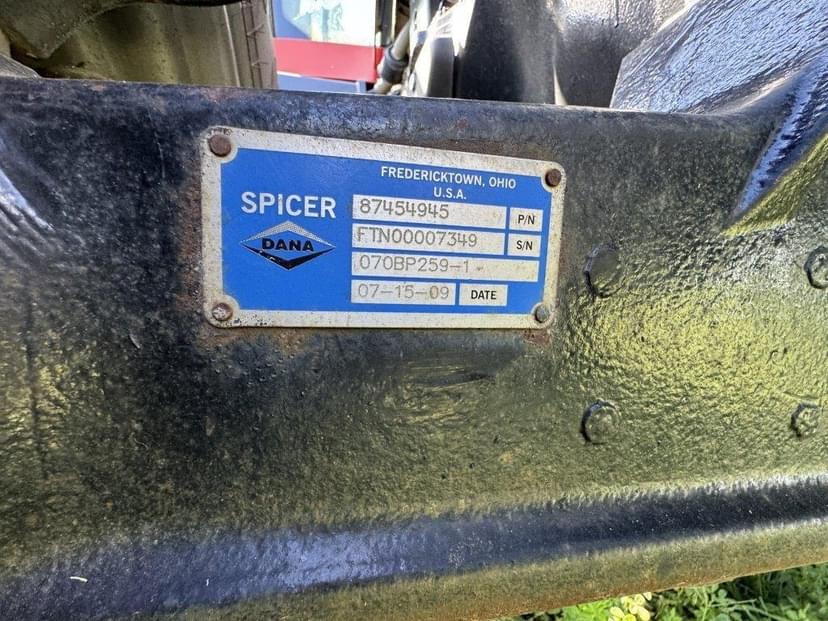 FREDERICKTOWN, OHIO
U.S.A.
SPICER
DANA
87454945 P/N
FTN00007349 S/N
070BP259-1
07-15-09 DATE